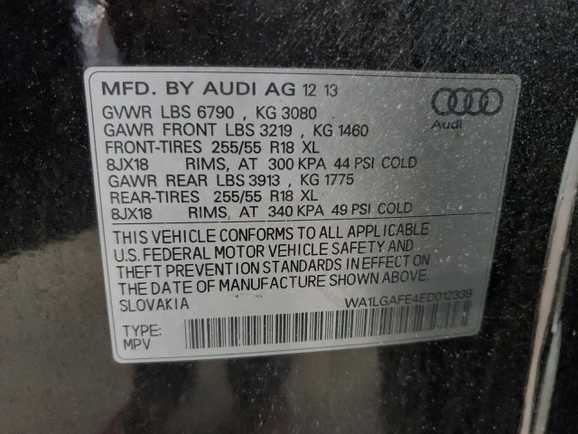 MFD. BY AUDI AG 12 13
GVWR LBS 6790 , KG 3080
GAWR FRONT LBS 3219 , KG 1460
FRONT-TIRES 255/55 R18 XL
8JX18 RIMS, AT 300 KPA 44 PSI COLD
GAWR REAR LBS 3913 , KG 1775
REAR-TIRES 255/55 R18 XL
8JX18 RIMS, AT 340 KPA 49 PSI COLD
Audi
THIS VEHICLE CONFORMS TO ALL APPLICABLE
U.S. FEDERAL MOTOR VEHICLE SAFETY AND
THEFT PREVENTION STANDARDS IN EFFECT ON
THE DATE OF MANUFACTURE SHOWN ABOVE.
SLOVAKIA WA1LGAFE4ED012339
TYPE:
MPV